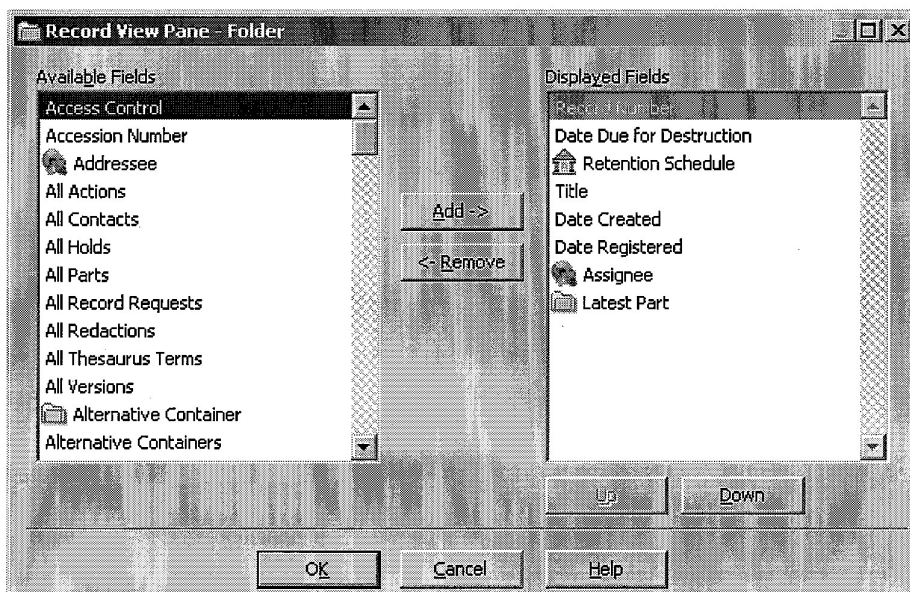 Record View Pane - Folder
Available Fields
Access Control
Accession Number
Addressee
All Actions
All Contacts
All Holds
All Parts
All Record Requests
All Redactions
All Thesaurus Terms
All Versions
Alternative Container
Alternative Containers
Add ->
<- Remove
Displayed Fields
Record Number
Date Due for Destruction
Retention Schedule
Title
Date Created
Date Registered
Assignee
Latest Part
Up
Down
OK
Cancel
Help